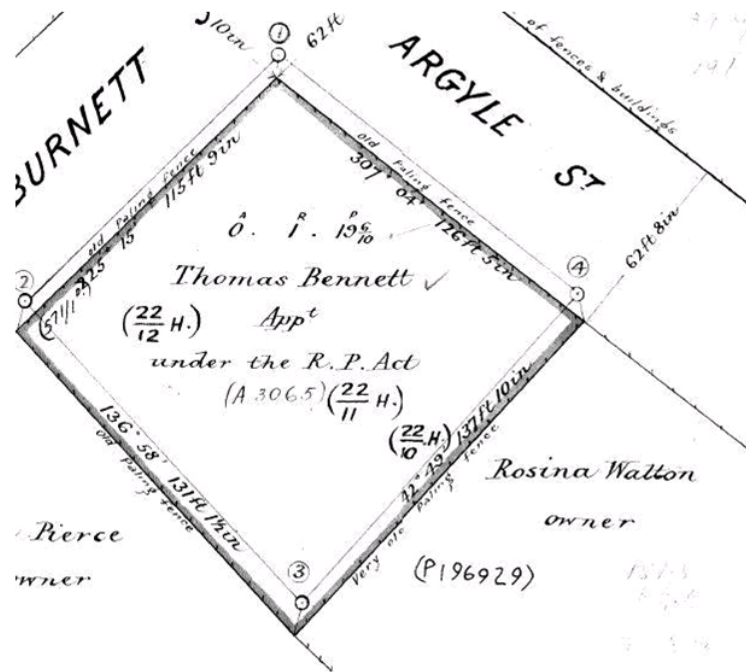 10in
62ft
of fences & buildings
BURNETT
ARGYLE ST
①
old Paling fence
115ft 9in
15'
old Paling fence
307° 04'
126ft 5in
62ft 8in
②
④
A R P
0. 1. 19 6/10
Thomas Bennett
(22/12 H.) Appt
under the R. P. Act
(A 3065) (22/11 H.)
(22/10 H.)
137ft 10in
42° 49'
Very old Paling fence
136° 58'
131ft 1½in
Old Paling fence
Rosina Walton
owner
(P196929)
Pierce
owner
③